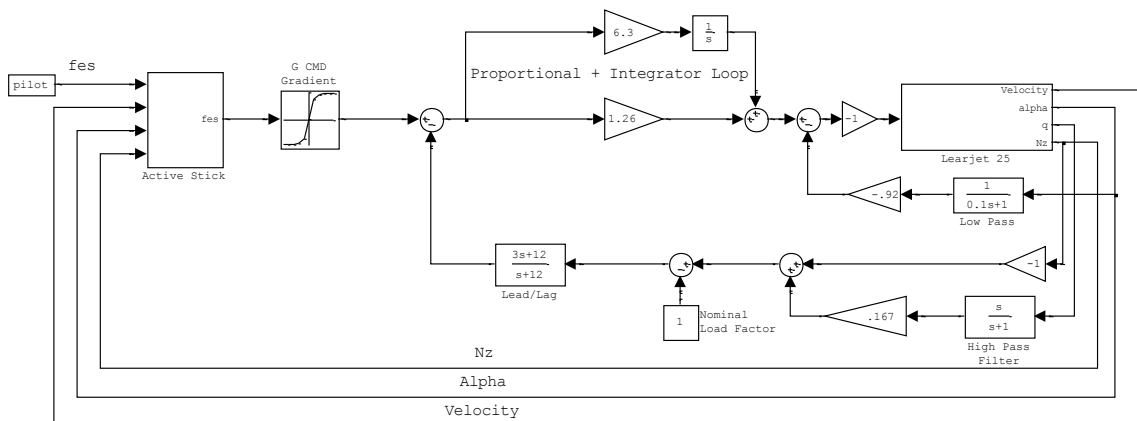 6.3
1
s
fes
G CMD
Gradient
Proportional + Integrator Loop
pilot
Velocity
alpha
fes
1.26
-1
q
Nz
Active Stick
Learjet 25
-.92
1
0.1s+1
Low Pass
3s+12
s+12
-1
Lead/Lag
1
Nominal
Load Factor
.167
s
s+1
High Pass
Filter
Nz
Alpha
Velocity